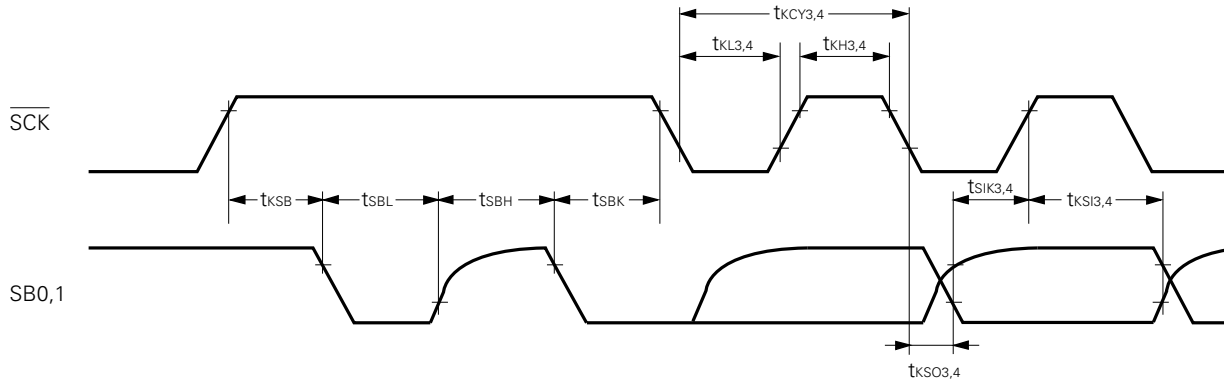 tKCY3,4
tKL3,4 tKH3,4
SCK
tSIK3,4
tKSB tSBL tSBH tSBK tKSI3,4
SB0,1
tKSO3,4